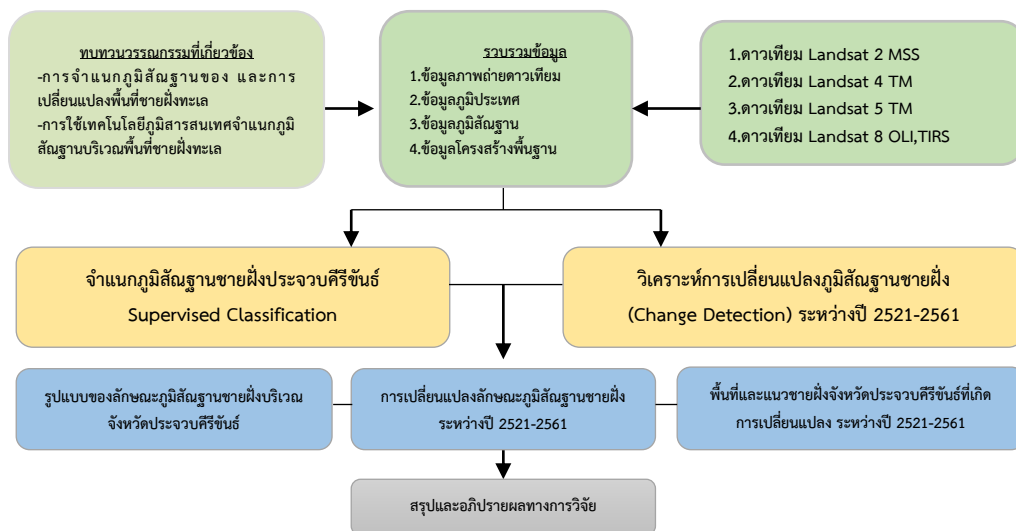 ทบทวนวรรณกรรมที่เกี่ยวข้อง
-การจำแนกภูมิสัณฐานของ และการ
เปลี่ยนแปลงพื้นที่ชายฝั่งทะเล
-การใช้เทคโนโลยีภูมิสารสนเทศจำแนกภูมิ
สัณฐานบริเวณพื้นที่ชายฝั่งทะเล
รวบรวมข้อมูล
1.ข้อมูลภาพถ่ายดาวเทียม
2.ข้อมูลภูมิประเทศ
3.ข้อมูลภูมิสัณฐาน
4.ข้อมูลโครงสร้างพื้นฐาน
1.ดาวเทียม Landsat 2 MSS
2.ดาวเทียม Landsat 4 TM
3.ดาวเทียม Landsat 5 TM
4.ดาวเทียม Landsat 8 OLI,TIRS
จำแนกภูมิสัณฐานชายฝั่งประจวบคีรีขันธ์
Supervised Classification
วิเคราะห์การเปลี่ยนแปลงภูมิสัณฐานชายฝั่ง
(Change Detection) ระหว่างปี 2521-2561
รูปแบบของลักษณะภูมิสัณฐานชายฝั่งบริเวณ
จังหวัดประจวบคีรีขันธ์
การเปลี่ยนแปลงลักษณะภูมิสัณฐานชายฝั่ง
ระหว่างปี 2521-2561
พื้นที่และแนวชายฝั่งจังหวัดประจวบคีรีขันธ์ที่เกิด
การเปลี่ยนแปลง ระหว่างปี 2521-2561
สรุปและอภิปรายผลทางการวิจัย